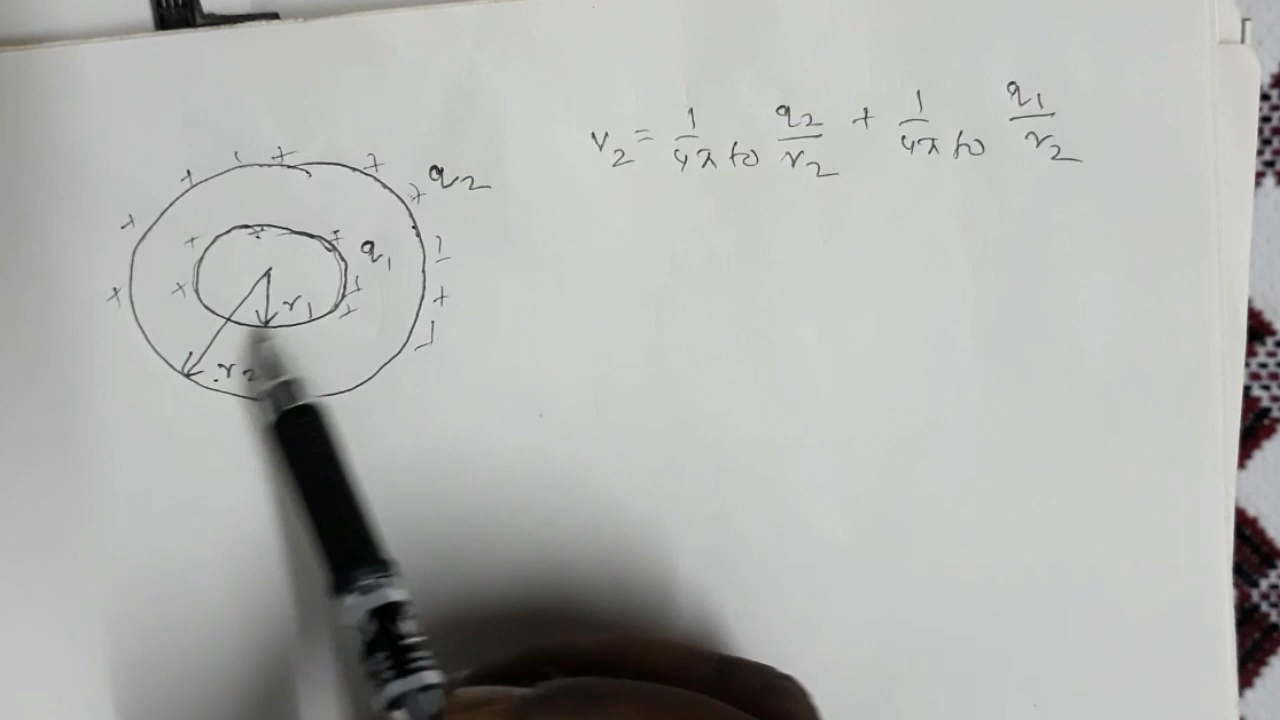 V₂ = 1/4πε₀ q₂/r₂ + 1/4πε₀ q₁/r₂
q₂
q₁
r₁
r₂